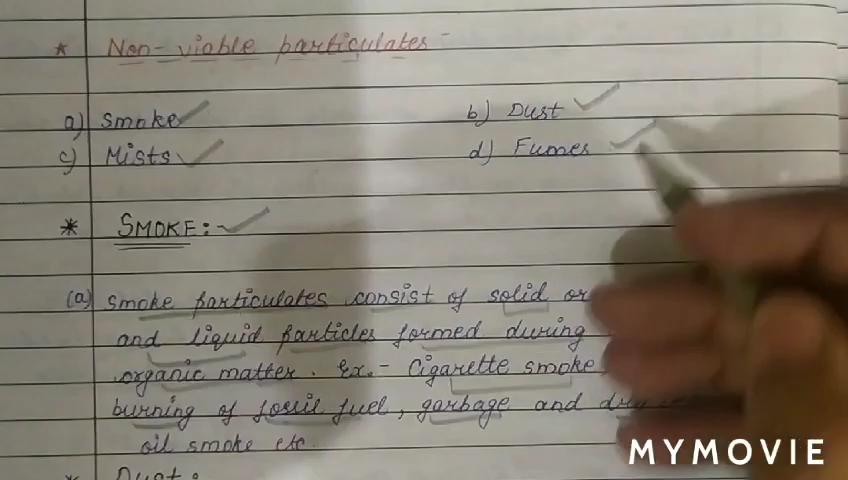 * Non-viable particulates -
a) Smoke b) Dust
c) Mists d) Fumes
* SMOKE:-
(a) Smoke particulates consist of solid or
and liquid particles formed during
organic matter. Ex.- Cigarette smoke
burning of fossil fuel, garbage and
oil smoke etc.
* Dust:
MYMOVIE